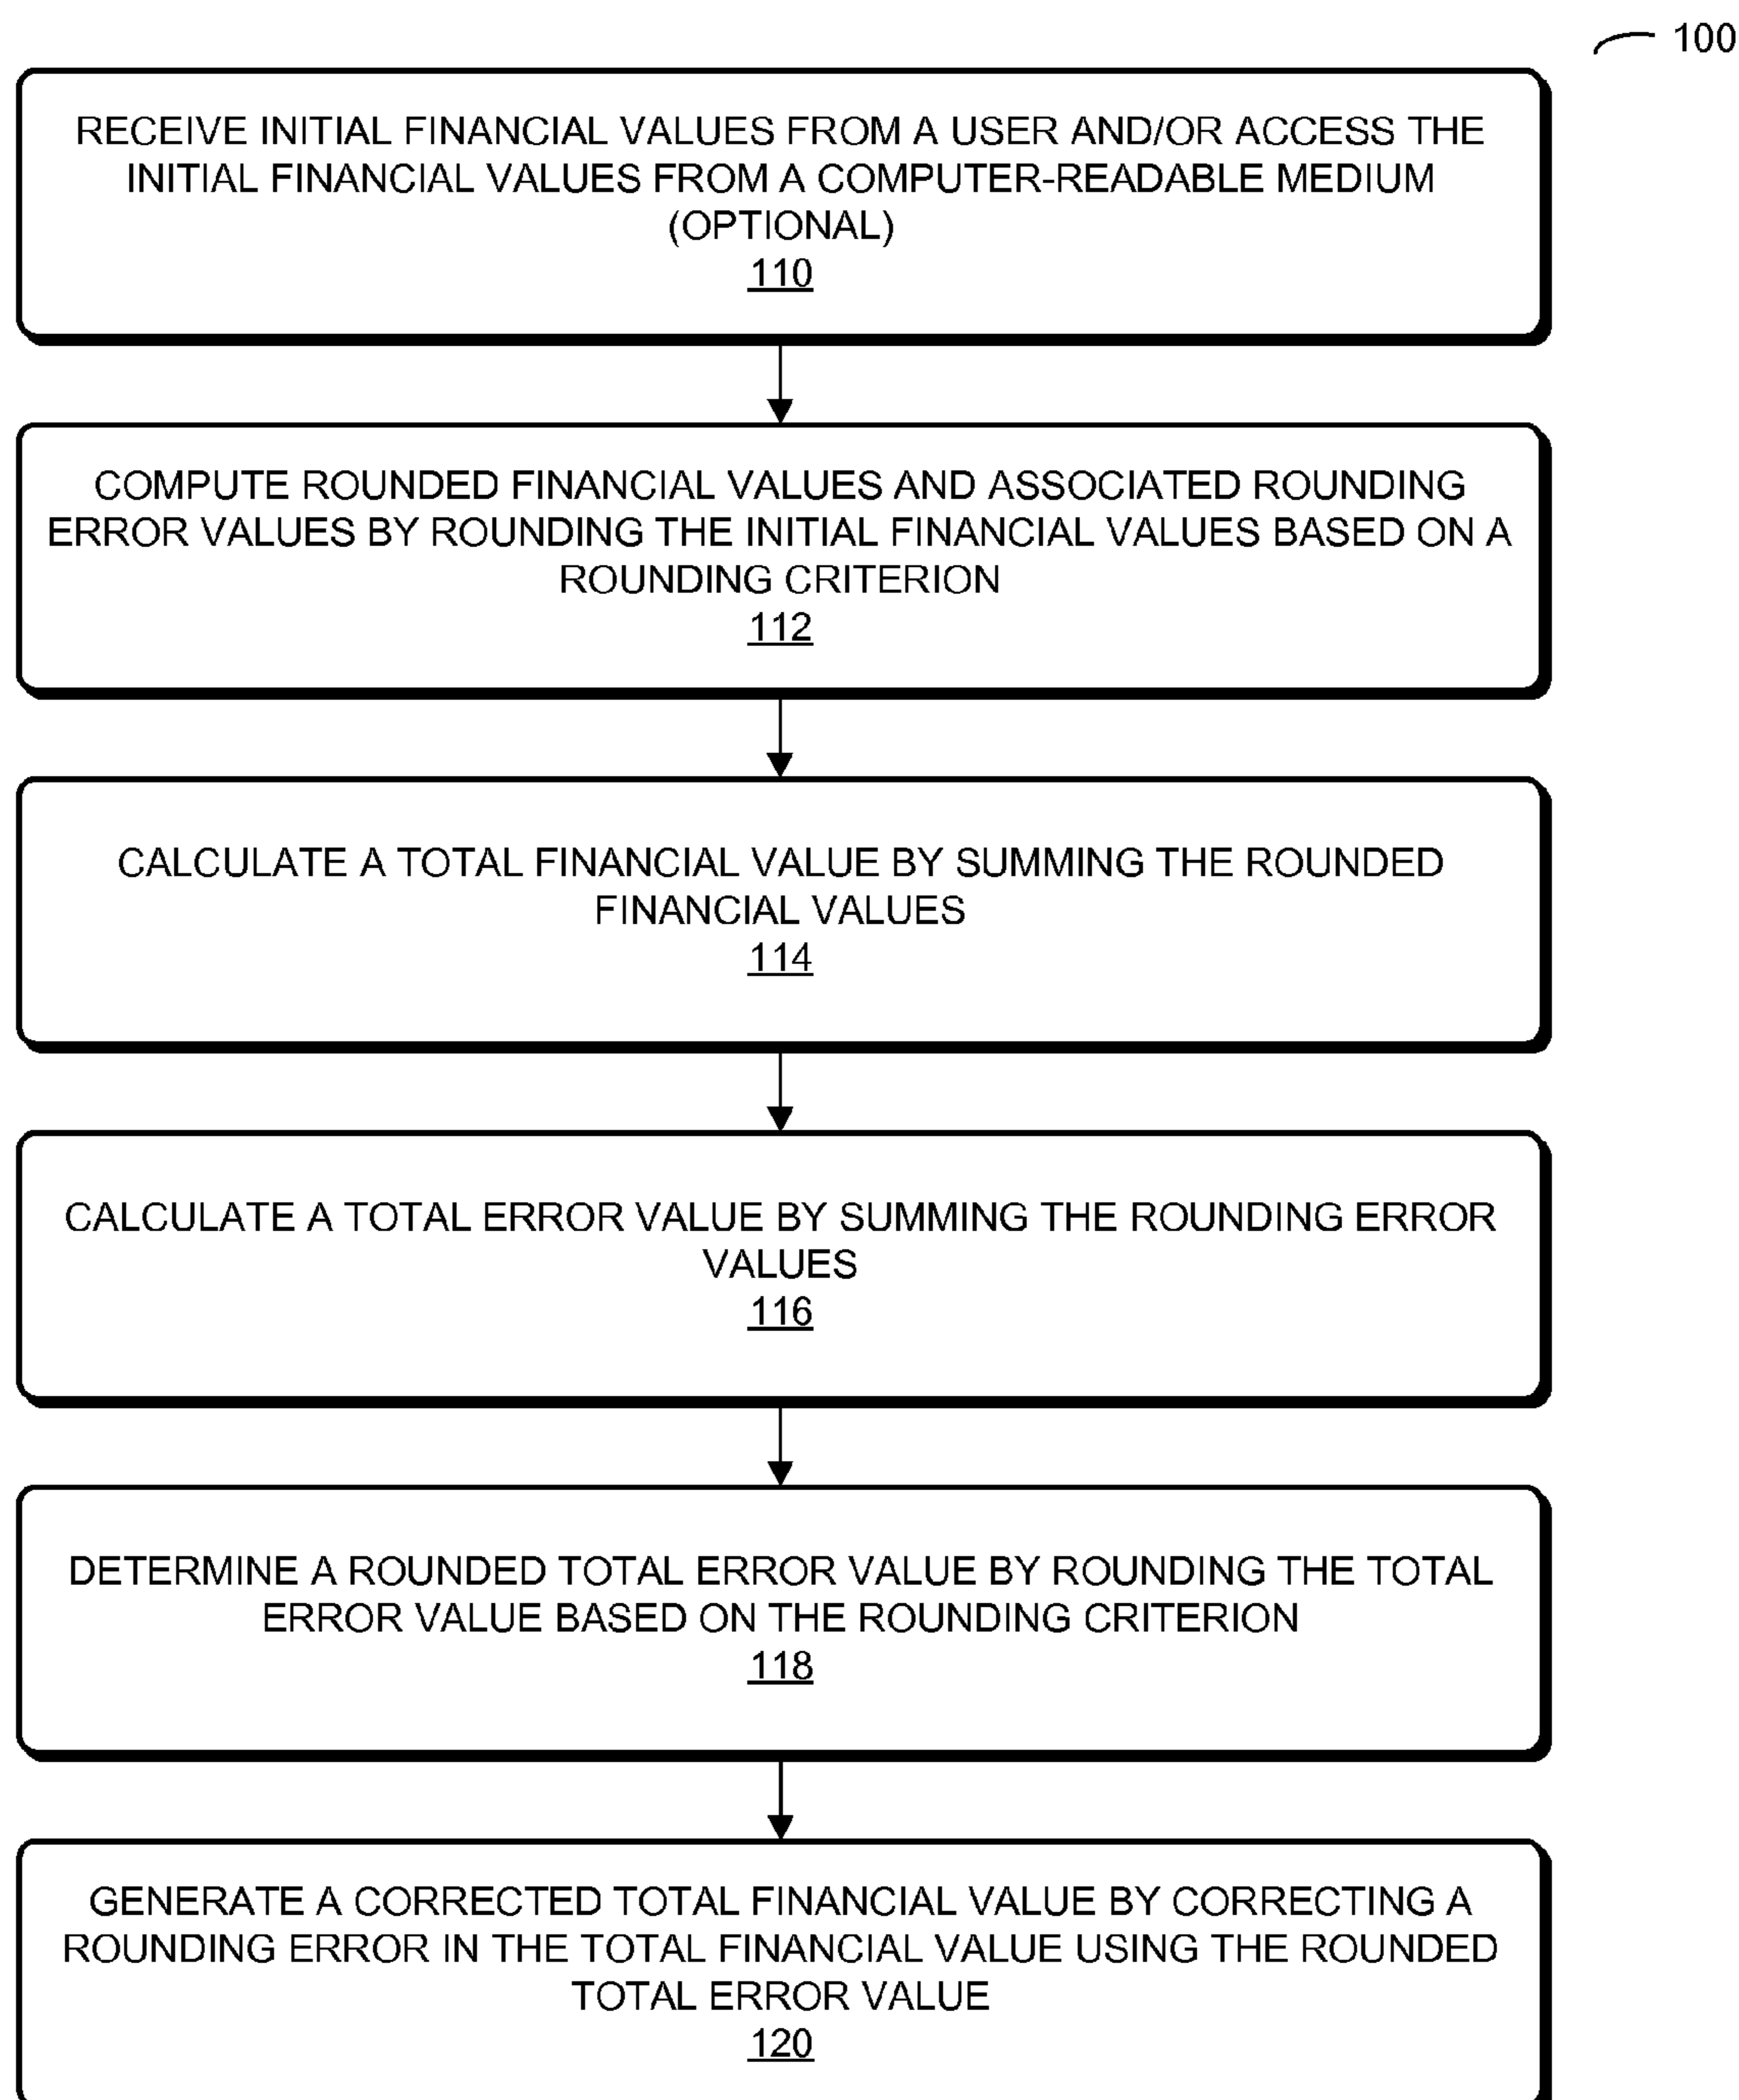 100
RECEIVE INITIAL FINANCIAL VALUES FROM A USER AND/OR ACCESS THE
INITIAL FINANCIAL VALUES FROM A COMPUTER-READABLE MEDIUM
(OPTIONAL)
110
COMPUTE ROUNDED FINANCIAL VALUES AND ASSOCIATED ROUNDING
ERROR VALUES BY ROUNDING THE INITIAL FINANCIAL VALUES BASED ON A
ROUNDING CRITERION
112
CALCULATE A TOTAL FINANCIAL VALUE BY SUMMING THE ROUNDED
FINANCIAL VALUES
114
CALCULATE A TOTAL ERROR VALUE BY SUMMING THE ROUNDING ERROR
VALUES
116
DETERMINE A ROUNDED TOTAL ERROR VALUE BY ROUNDING THE TOTAL
ERROR VALUE BASED ON THE ROUNDING CRITERION
118
GENERATE A CORRECTED TOTAL FINANCIAL VALUE BY CORRECTING A
ROUNDING ERROR IN THE TOTAL FINANCIAL VALUE USING THE ROUNDED
TOTAL ERROR VALUE
120